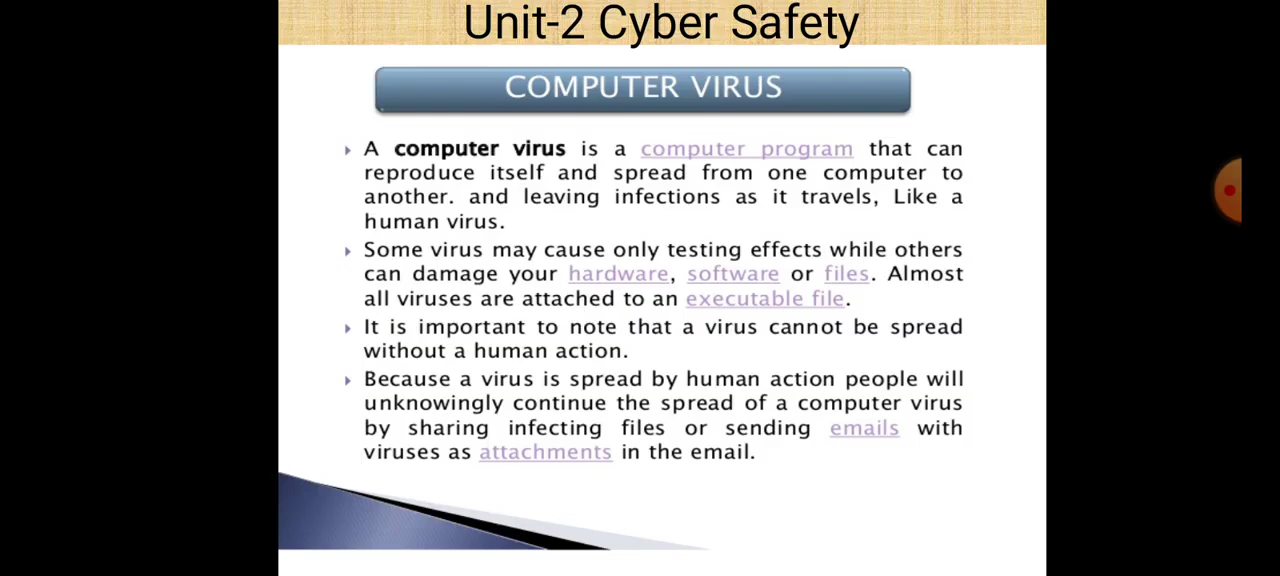 Unit-2 Cyber Safety
COMPUTER VIRUS
A computer virus is a computer program that can
reproduce itself and spread from one computer to
another. and leaving infections as it travels, Like a
human virus.
Some virus may cause only testing effects while others
can damage your hardware, software or files. Almost
all viruses are attached to an executable file.
It is important to note that a virus cannot be spread
without a human action.
Because a virus is spread by human action people will
unknowingly continue the spread of a computer virus
by sharing infecting files or sending emails with
viruses as attachments in the email.